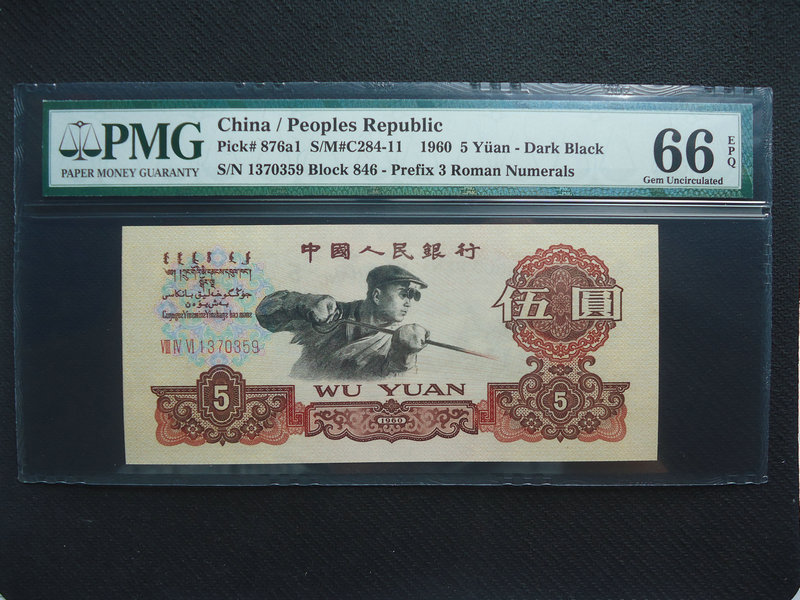 PMG
PAPER MONEY GUARANTY
China / Peoples Republic
Pick# 876a1 S/M#C284-11 1960 5 Yüan - Dark Black
S/N 1370359 Block 846 - Prefix 3 Roman Numerals
66
EPQ
Gem Uncirculated
中國人民銀行
伍圓
VIII IV VI 1370359
WU YUAN
5
1960
5